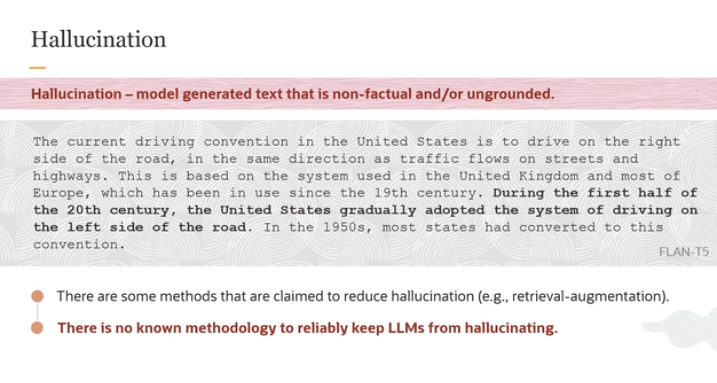 Hallucination
Hallucination – model generated text that is non-factual and/or ungrounded.
The current driving convention in the United States is to drive on the right
side of the road, in the same direction as traffic flows on streets and
highways. This is based on the system used in the United Kingdom and most of
Europe, which has been in use since the 19th century. During the first half of
the 20th century, the United States gradually adopted the system of driving on
the left side of the road. In the 1950s, most states had converted to this
convention.
FLAN-T5
There are some methods that are claimed to reduce hallucination (e.g., retrieval-augmentation).
There is no known methodology to reliably keep LLMs from hallucinating.